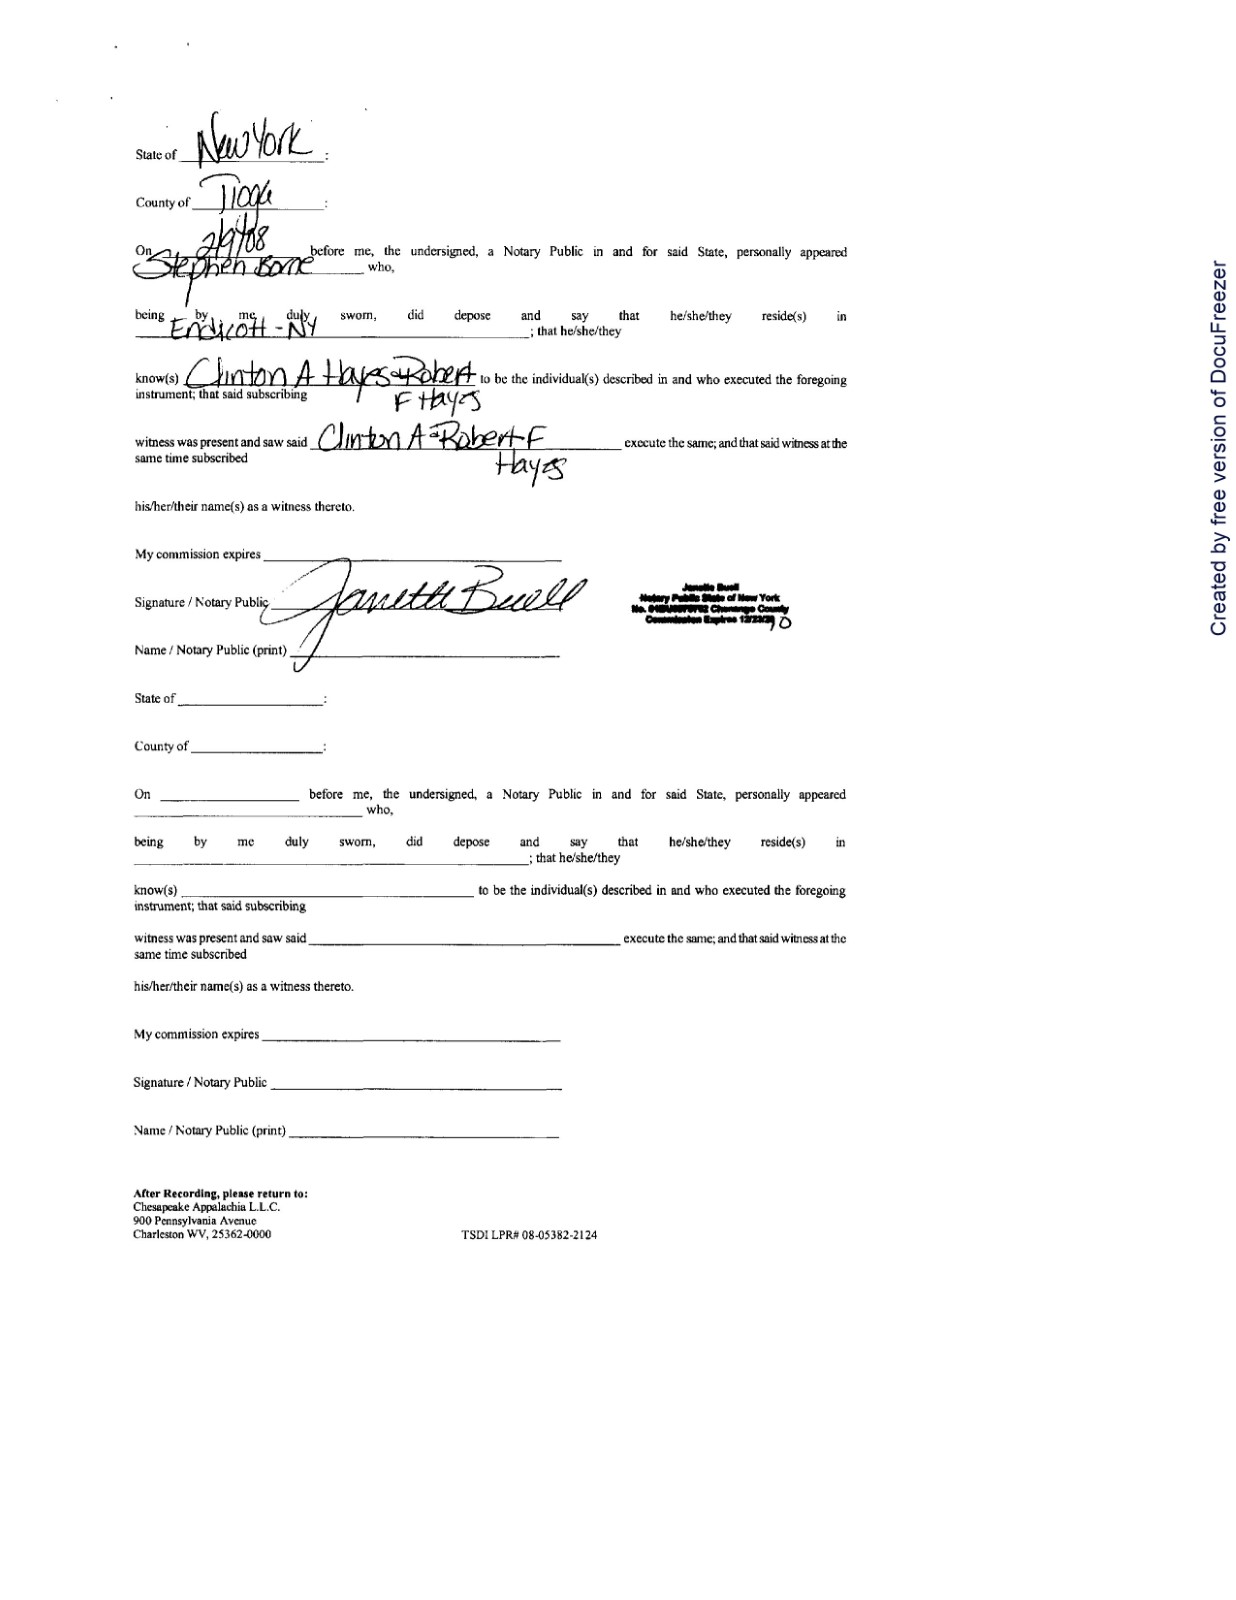 State of New York :
County of Tioga :
On 2/9/08 before me, the undersigned, a Notary Public in and for said State, personally appeared
Stephen who,
being by me duly sworn, did depose and say that he/she/they reside(s) in
Endicott - NY ; that he/she/they
know(s) Clinton A Hayes & Robert to be the individual(s) described in and who executed the foregoing
instrument; that said subscribing F Hayes
witness was present and saw said Clinton A & Robert F execute the same; and that said witness at the
same time subscribed Hayes
his/her/their name(s) as a witness thereto.
My commission expires
Signature / Notary Public Janette Buell
Janette Buell
Notary Public State of New York
No. Chenango County
Commission Expires
Name / Notary Public (print)
State of :
County of :
On before me, the undersigned, a Notary Public in and for said State, personally appeared
who,
being by me duly sworn, did depose and say that he/she/they reside(s) in
; that he/she/they
know(s) to be the individual(s) described in and who executed the foregoing
instrument; that said subscribing
witness was present and saw said execute the same; and that said witness at the
same time subscribed
his/her/their name(s) as a witness thereto.
My commission expires
Signature / Notary Public
Name / Notary Public (print)
After Recording, please return to:
Chesapeake Appalachia L.L.C.
900 Pennsylvania Avenue
Charleston WV, 25362-0000 TSDI LPR# 08-05382-2124
Created by free version of DocuFreezer